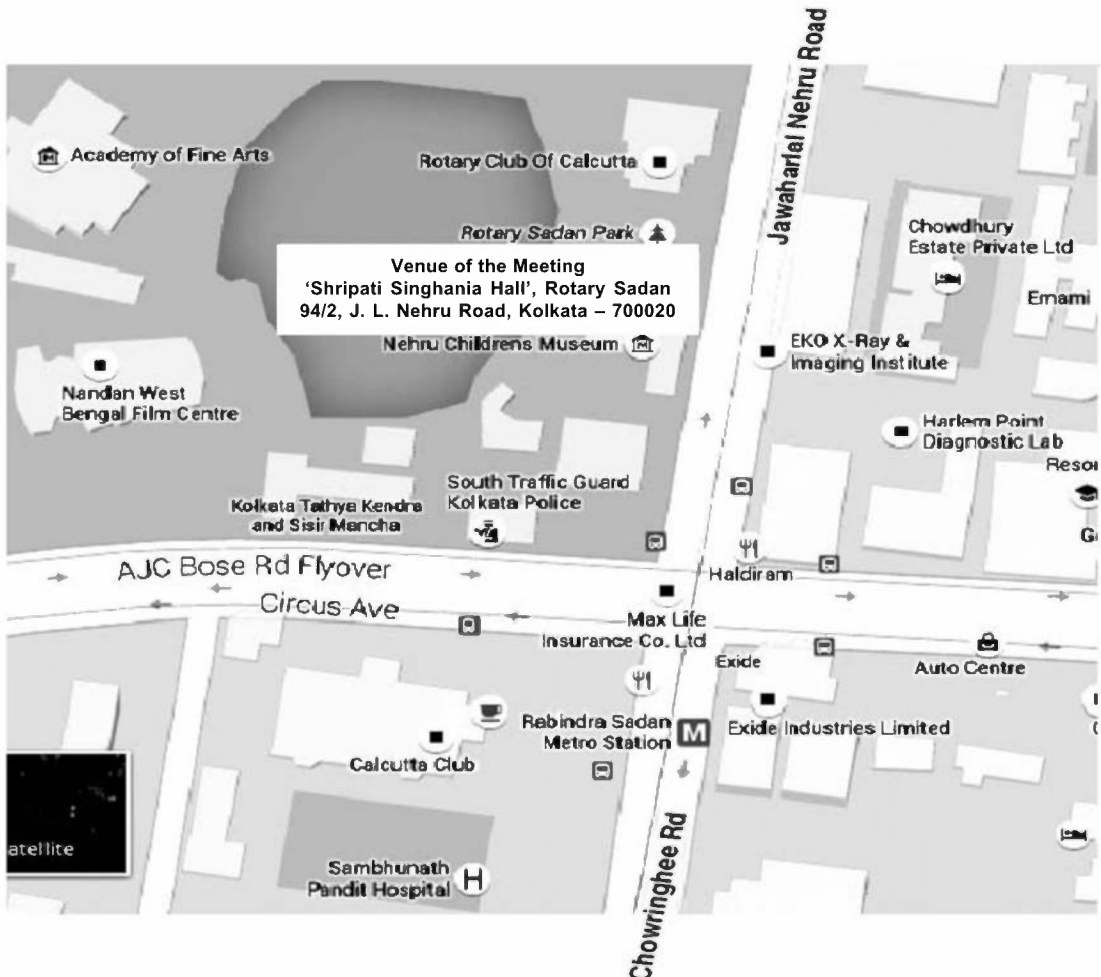 Jawaharlal Nehru Road
Academy of Fine Arts
Rotary Club Of Calcutta
Rotary Sadan Park
Chowdhury
Estate Private Ltd
Venue of the Meeting
‘Shripati Singhania Hall’, Rotary Sadan
94/2, J. L. Nehru Road, Kolkata – 700020
Emami
Nehru Childrens Museum
EKO X-Ray &
Imaging Institute
Nandan West
Bengal Film Centre
Harlem Point
Diagnostic Lab
South Traffic Guard
Kolkata Police
Kolkata Tathya Kendra
and Sisir Mancha
AJC Bose Rd Flyover
Haldiram
Circus Ave
Max Life
Insurance Co. Ltd
Exide
Auto Centre
Rabindra Sadan
Metro Station
M
Exide Industries Limited
Calcutta Club
atellite
Sambhunath
Pandit Hospital
H
Chowringhee Rd